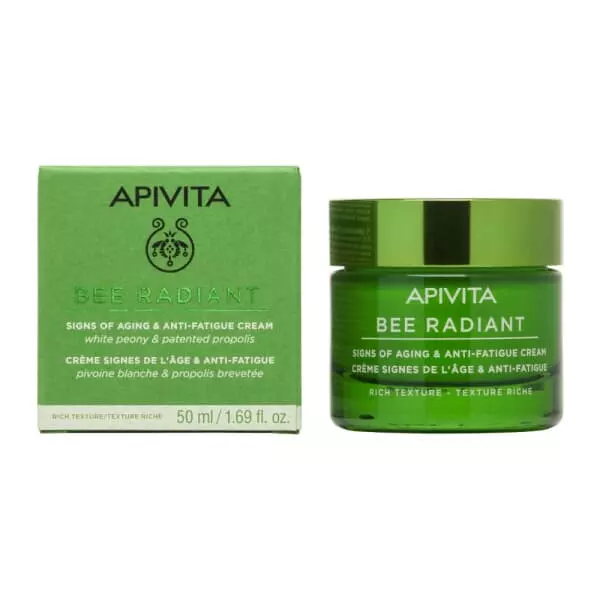 APIVITA
BEE RADIANT
SIGNS OF AGING & ANTI-FATIGUE CREAM
white peony & patented propolis
CRÈME SIGNES DE L'ÂGE & ANTI-FATIGUE
pivoine blanche & propolis brevetée
RICH TEXTURE/TEXTURE RICHE
50 ml / 1.69 fl. oz.
APIVITA
BEE RADIANT
SIGNS OF AGING & ANTI-FATIGUE CREAM
CRÈME SIGNES DE L'ÂGE & ANTI-FATIGUE
RICH TEXTURE - TEXTURE RICHE